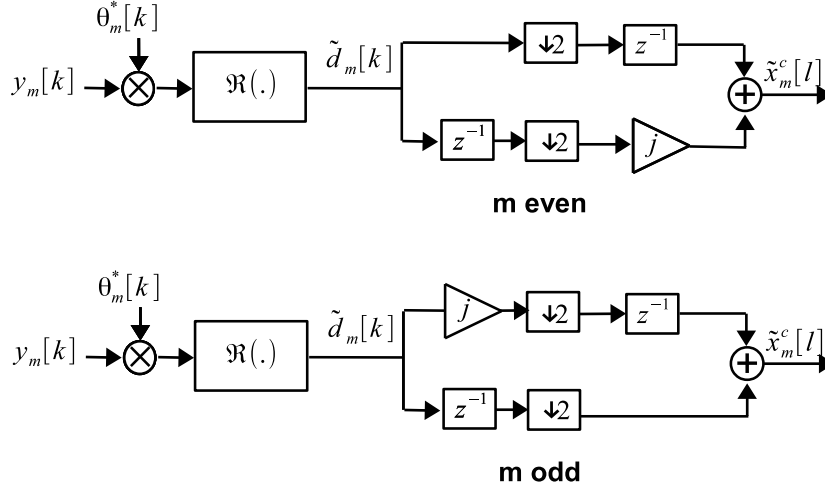 θ*m[k]
ym[k]
ℜ(.)
d̃m[k]
↓2
z−1
x̃cm[l]
z−1
↓2
j
m even
θ*m[k]
ym[k]
ℜ(.)
d̃m[k]
j
↓2
z−1
x̃cm[l]
z−1
↓2
m odd